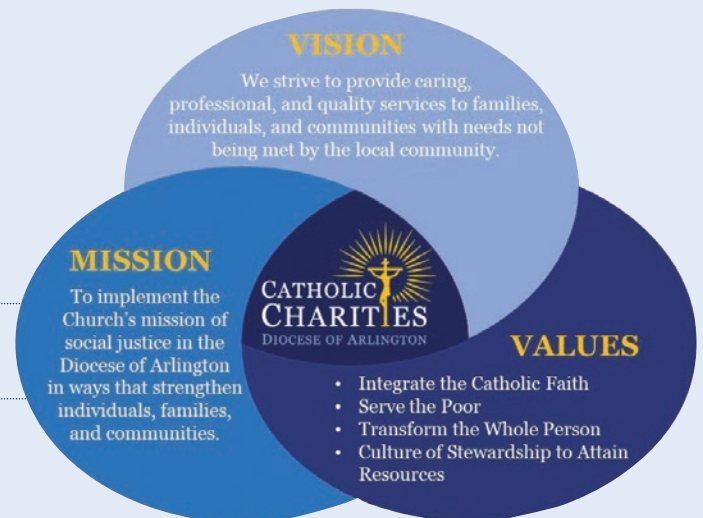 VISION
We strive to provide caring,
professional, and quality services to families,
individuals, and communities with needs not
being met by the local community.
MISSION
To implement the
Church's mission of
social justice in the
Diocese of Arlington
in ways that strengthen
individuals, families,
and communities.
CATHOLIC
CHARITIES
DIOCESE OF ARLINGTON
VALUES
• Integrate the Catholic Faith
• Serve the Poor
• Transform the Whole Person
• Culture of Stewardship to Attain
Resources